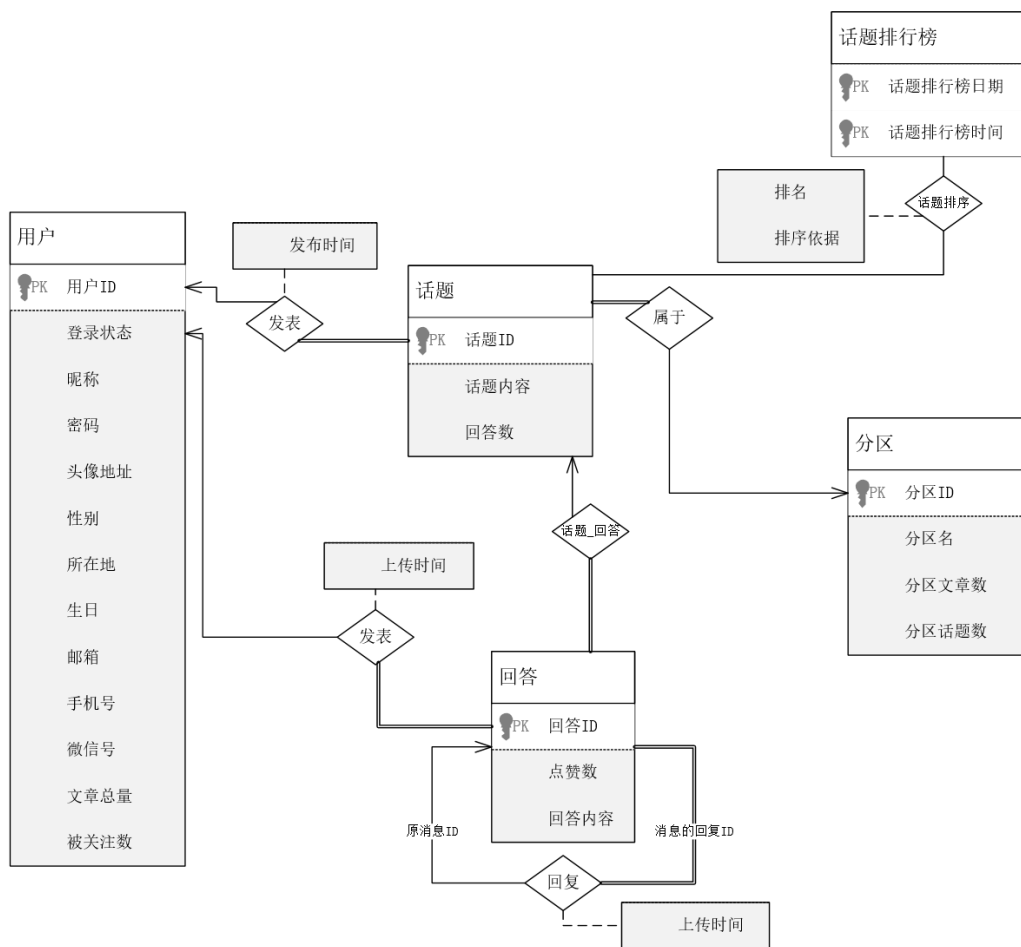 话题排行榜
PK 话题排行榜日期
PK 话题排行榜时间
排名
排序依据
话题排序
用户
PK 用户ID
登录状态
昵称
密码
头像地址
性别
所在地
生日
邮箱
手机号
微信号
文章总量
被关注数
发布时间
发表
话题
PK 话题ID
话题内容
回答数
属于
分区
PK 分区ID
分区名
分区文章数
分区话题数
话题_回答
上传时间
发表
回答
PK 回答ID
点赞数
回答内容
原消息ID
消息的回复ID
回复
上传时间